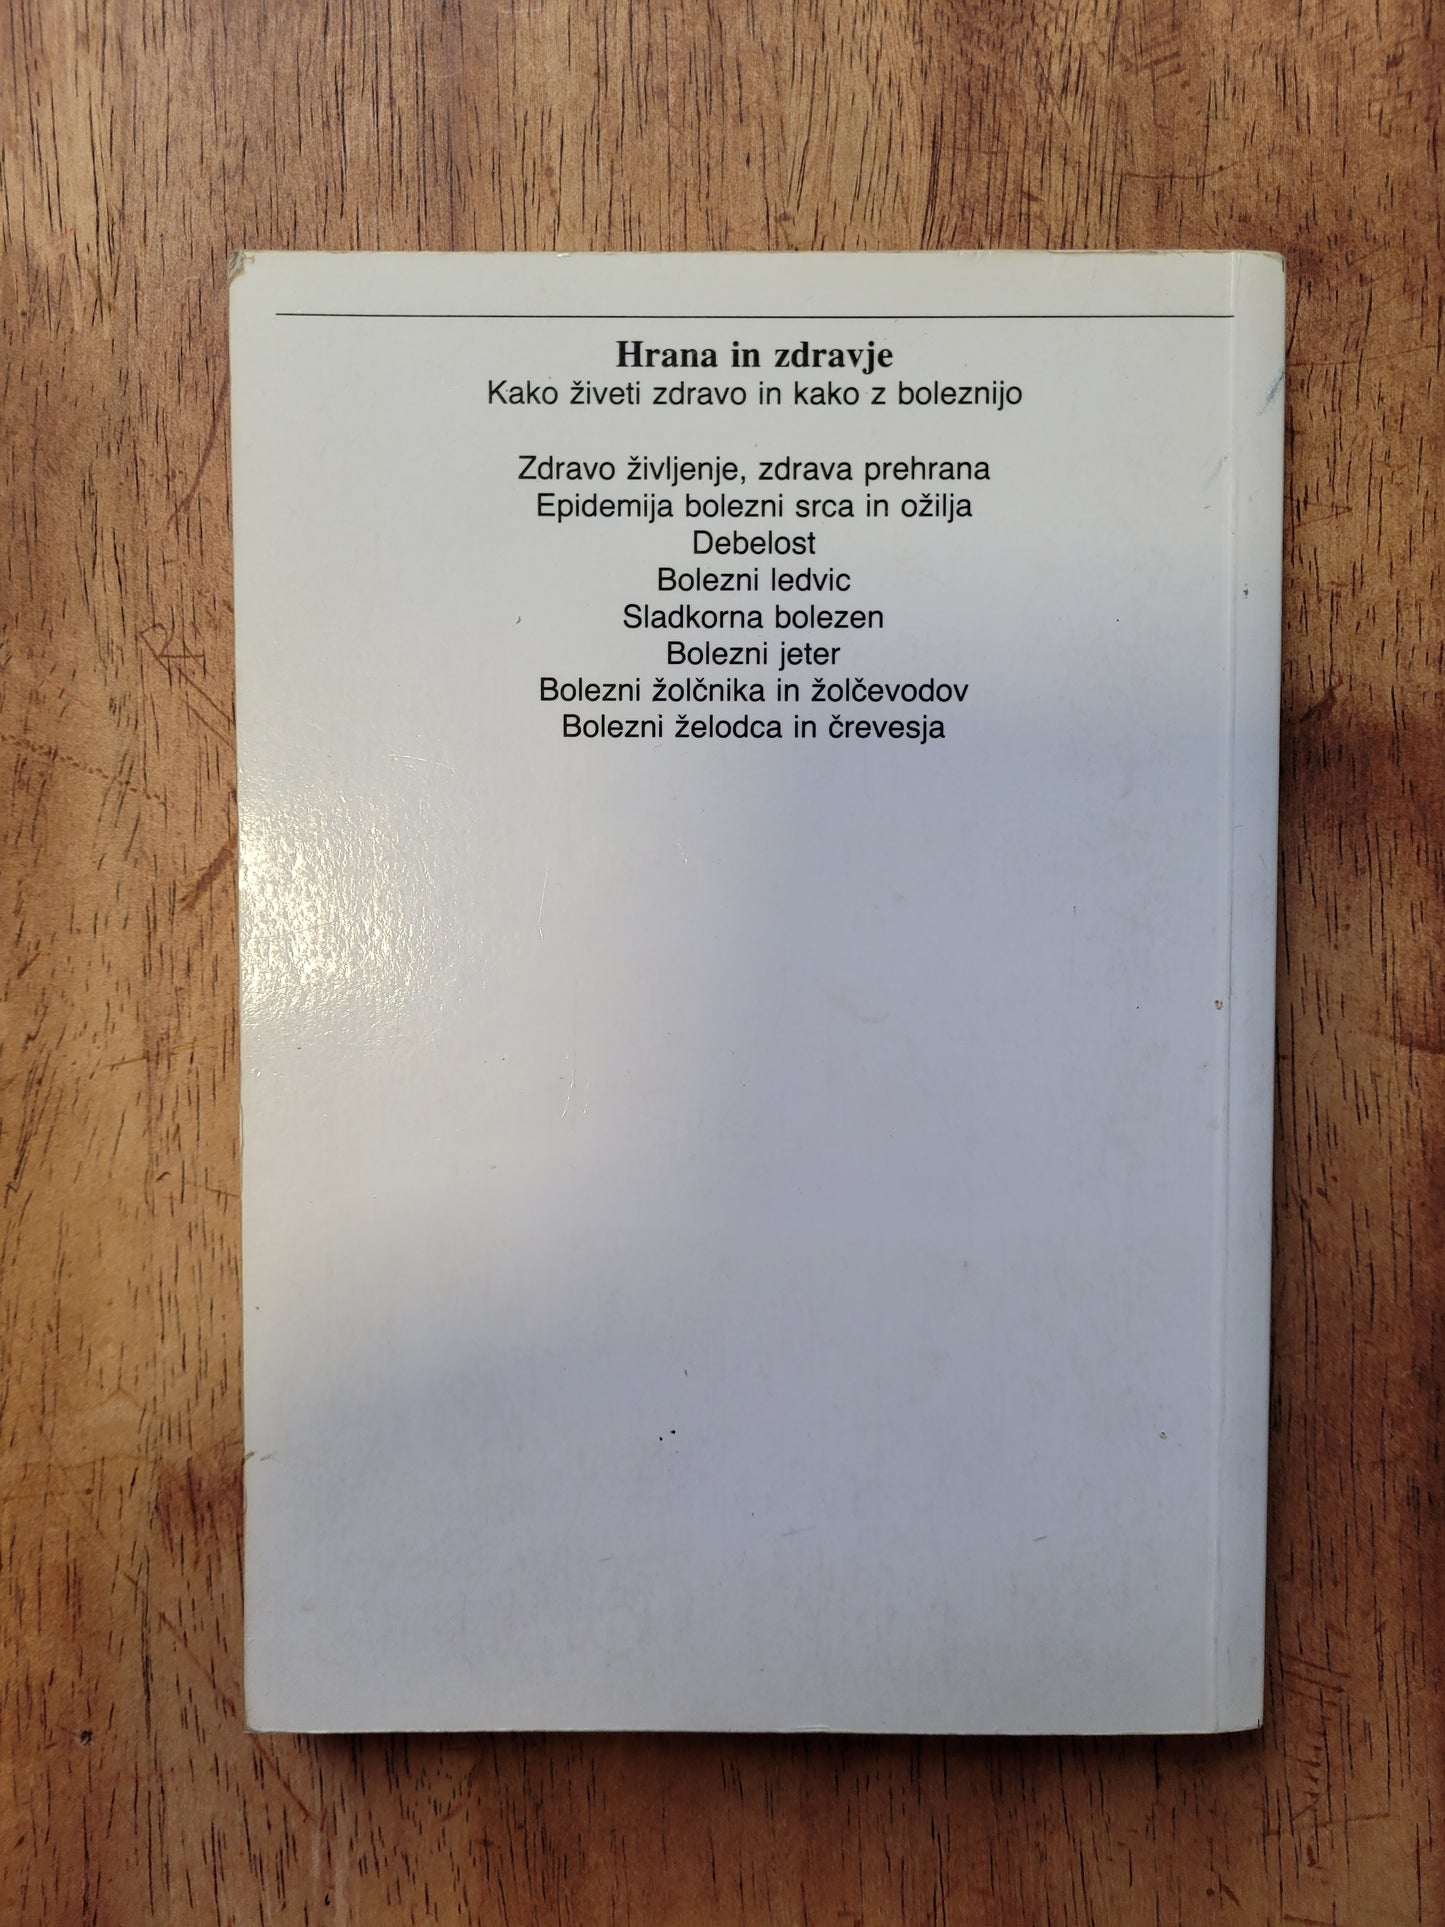 Hrana in zdravje
Kako živeti zdravo in kako z boleznijo
Zdravo življenje, zdrava prehrana
Epidemija bolezni srca in ožilja
Debelost
Bolezni ledvic
Sladkorna bolezen
Bolezni jeter
Bolezni žolčnika in žolčevodov
Bolezni želodca in črevesja